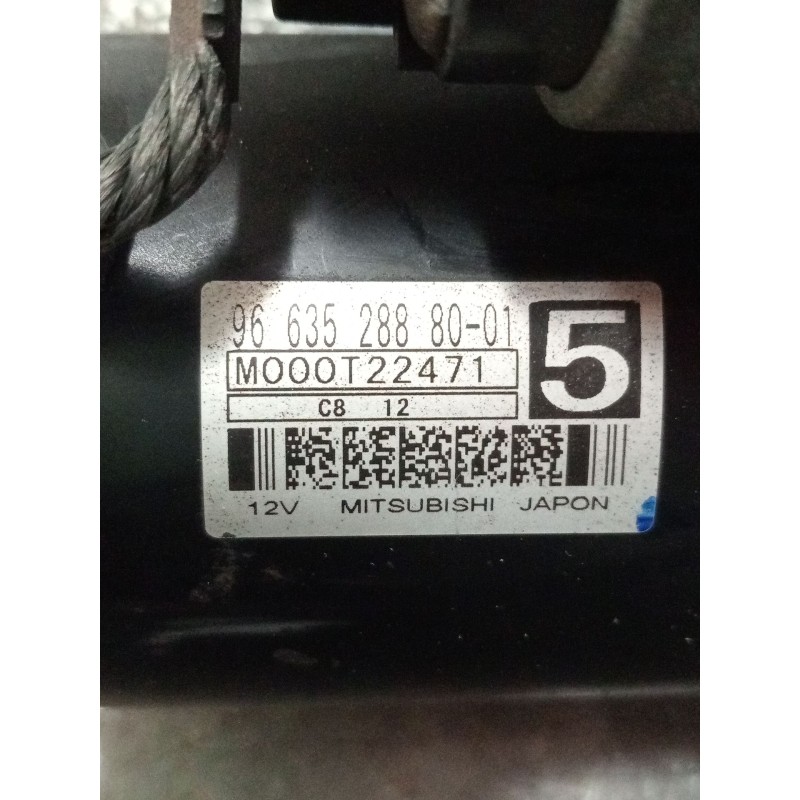 96 635 288 80-01
5
M000T22471
C8 12
12V MITSUBISHI JAPON